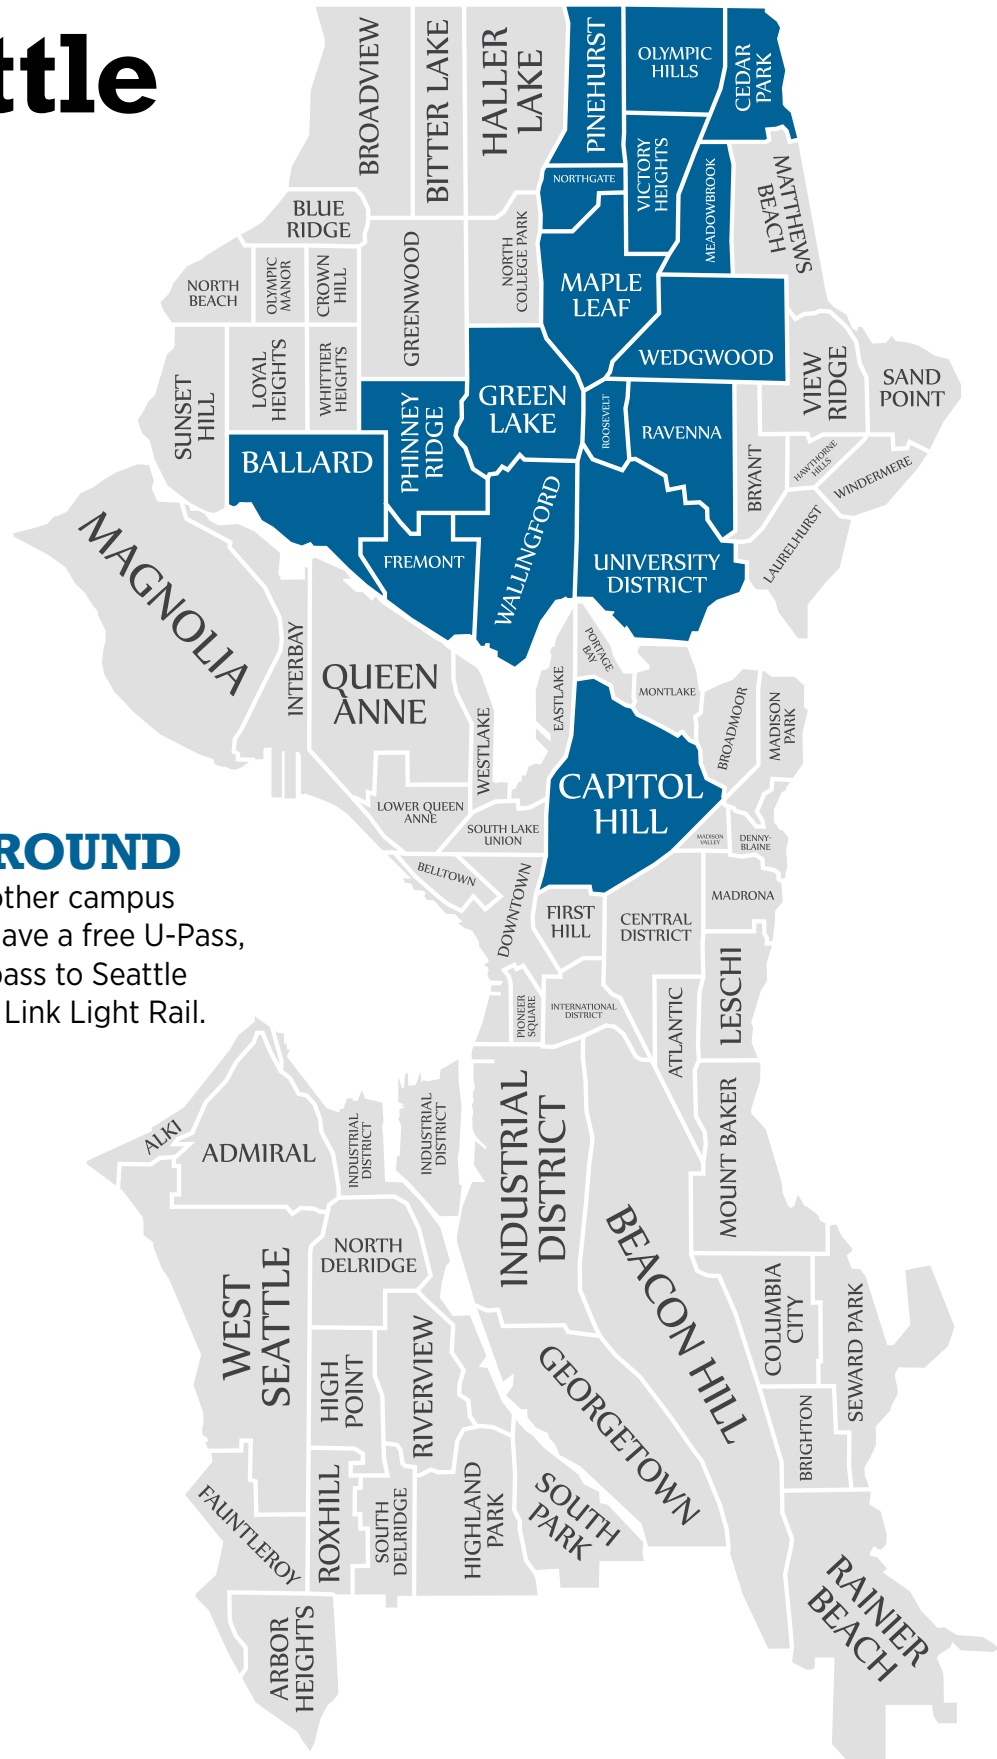 ttle
BROADVIEW
BITTER LAKE
HALLER
LAKE
PINEHURST
OLYMPIC
HILLS
CEDAR
PARK
NORTHGATE
VICTORY
HEIGHTS
MEADOWBROOK
MATTHEWS
BEACH
BLUE
RIDGE
NORTH
BEACH
OLYMPIC
MANOR
CROWN
HILL
GREENWOOD
NORTH
COLLEGE PARK
MAPLE
LEAF
WEDGWOOD
SUNSET
HILL
LOYAL
HEIGHTS
WHITTIER
HEIGHTS
PHINNEY
RIDGE
GREEN
LAKE
ROOSEVELT
RAVENNA
VIEW
RIDGE
SAND
POINT
BALLARD
BRYANT
HAWTHORNE
HILLS
WINDERMERE
MAGNOLIA
FREMONT
WALLINGFORD
UNIVERSITY
DISTRICT
LAURELHURST
INTERBAY
QUEEN
ANNE
WESTLAKE
EASTLAKE
PORTAGE
BAY
MONTLAKE
BROADMOOR
MADISON
PARK
CAPITOL
HILL
LOWER QUEEN
ANNE
SOUTH LAKE
UNION
MADISON
VALLEY
DENNY-
BLAINE
ROUND
other campus
ave a free U-Pass,
pass to Seattle
Link Light Rail.
BELLTOWN
DOWNTOWN
FIRST
HILL
CENTRAL
DISTRICT
MADRONA
LESCHI
PIONEER
SQUARE
INTERNATIONAL
DISTRICT
ATLANTIC
ALKI
ADMIRAL
INDUSTRIAL
DISTRICT
INDUSTRIAL
DISTRICT
INDUSTRIAL
DISTRICT
MOUNT BAKER
WEST
SEATTLE
NORTH
DELRIDGE
BEACON HILL
COLUMBIA
CITY
SEWARD PARK
HIGH
POINT
RIVERVIEW
GEORGETOWN
BRIGHTON
FAUNTLEROY
ROXHILL
SOUTH
DELRIDGE
HIGHLAND
PARK
SOUTH
PARK
ARBOR
HEIGHTS
RAINIER
BEACH